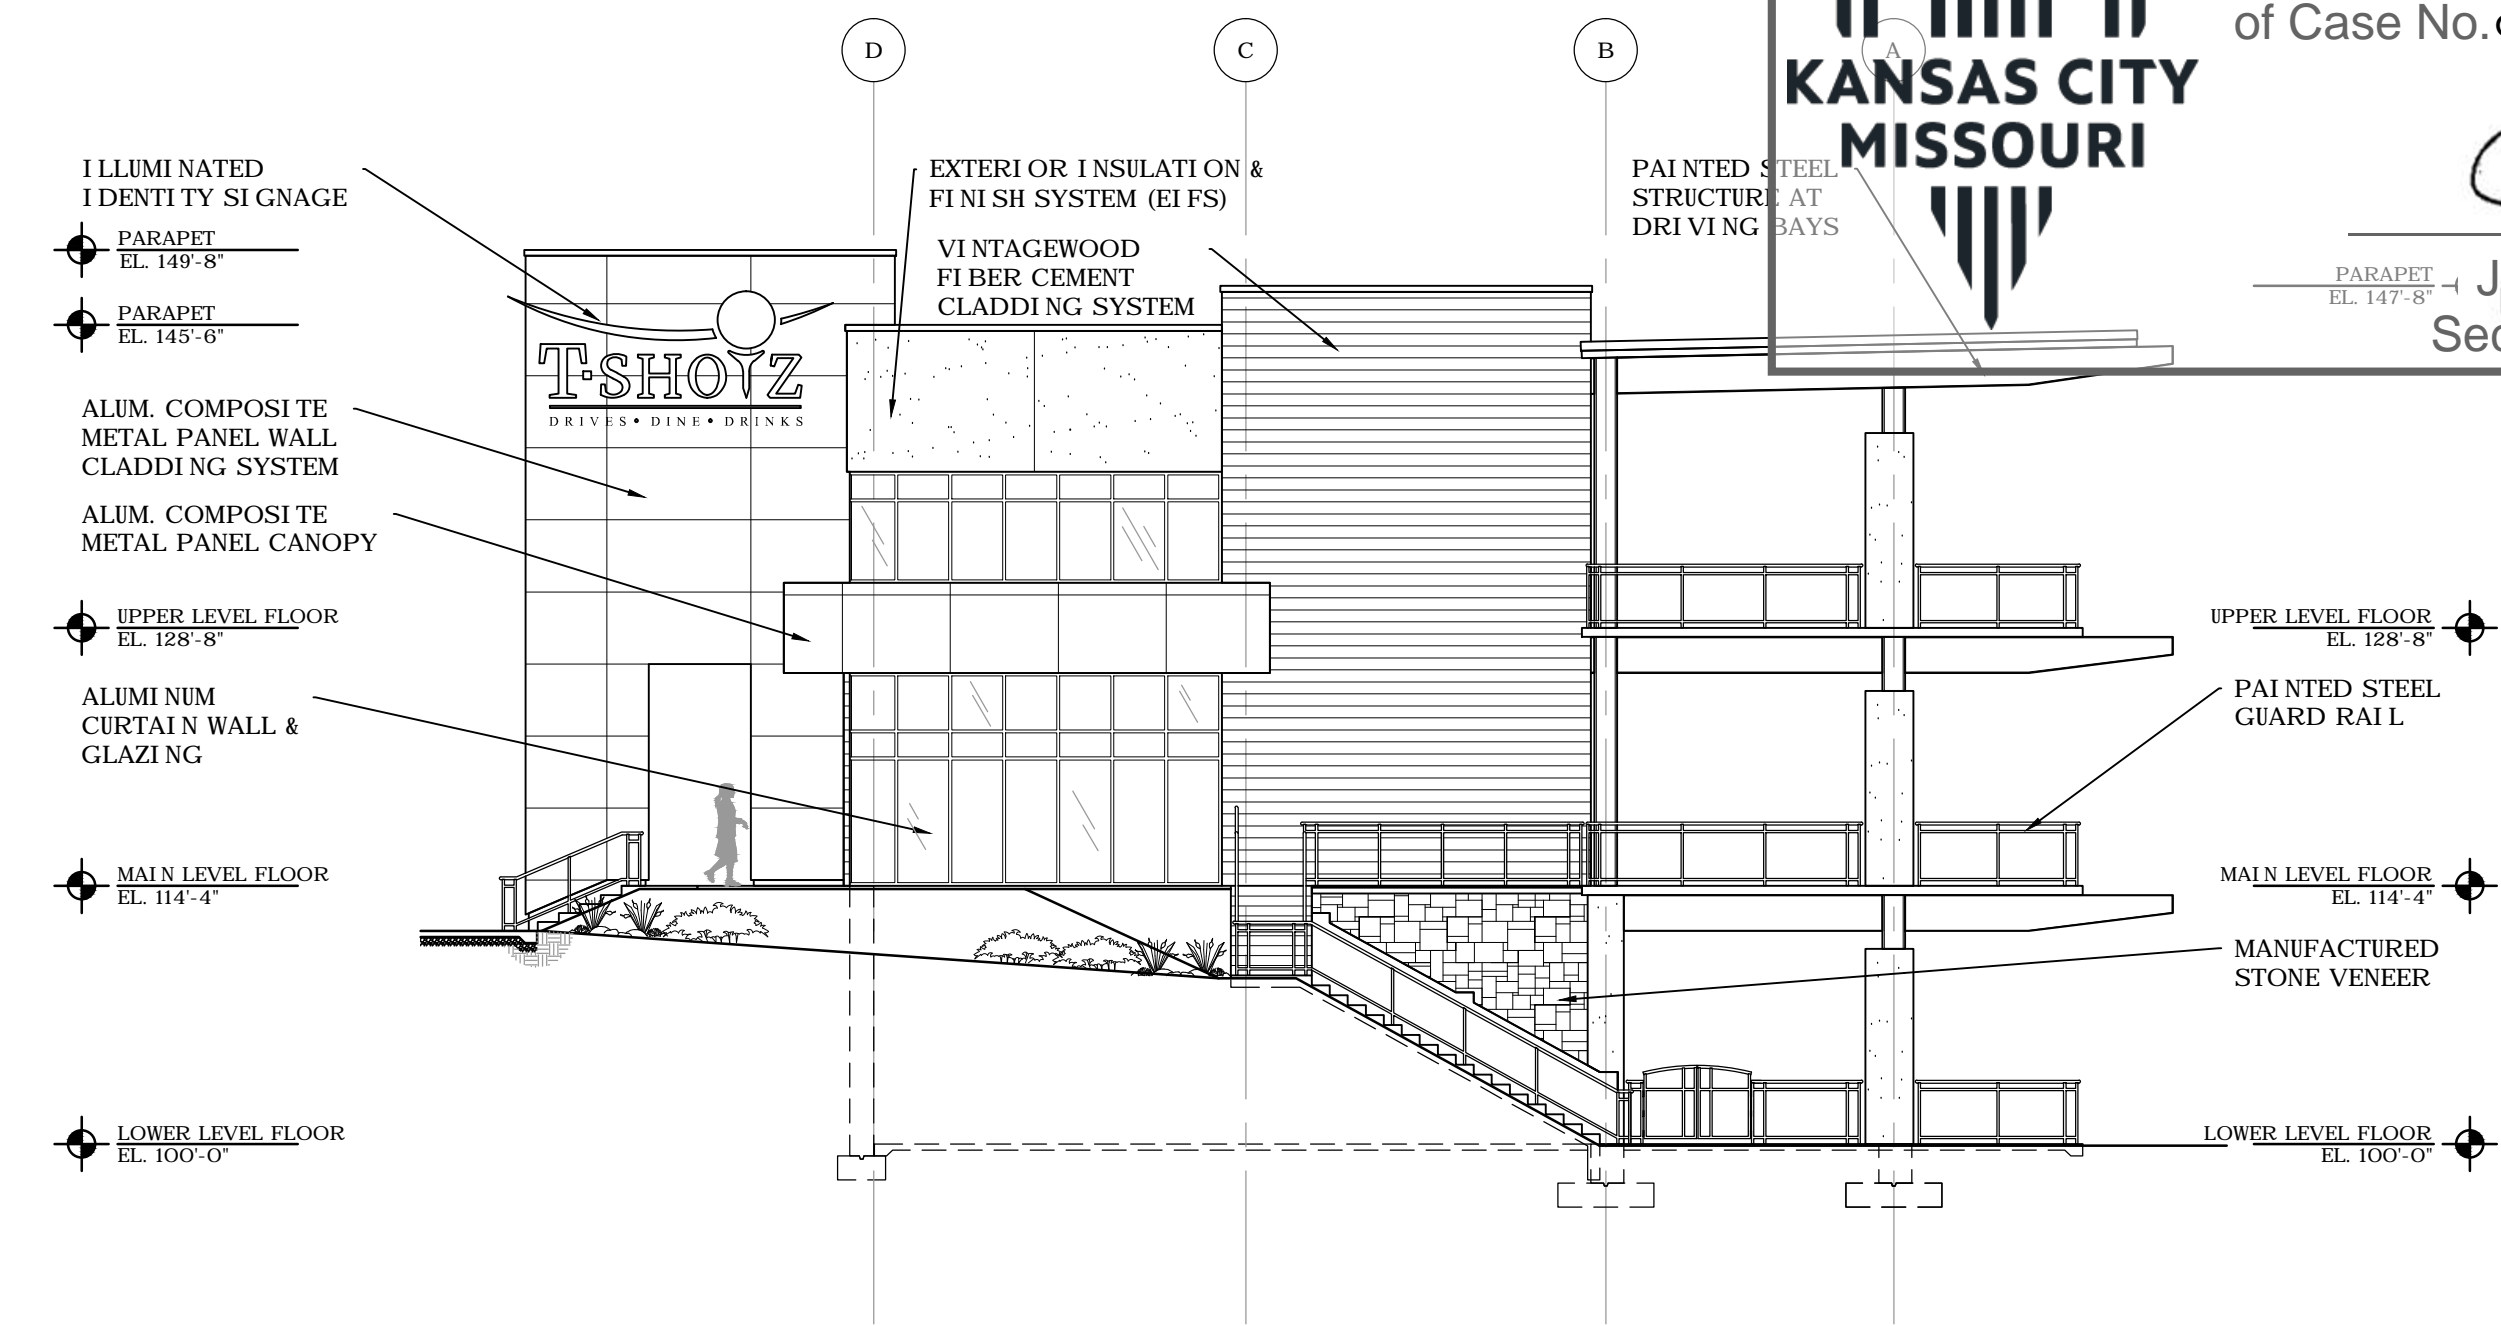 D
C
B
A
of Case No.
KANSAS CITY
MISSOURI
ILLUMINATED
IDENTITY SIGNAGE
EXTERIOR INSULATION &
FINISH SYSTEM (EIFS)
PAINTED STEEL
STRUCTURE AT
DRIVING BAYS
PARAPET
EL. 149'-8"
VINTAGEWOOD
FIBER CEMENT
CLADDING SYSTEM
PARAPET
EL. 147'-8"
PARAPET
EL. 145'-6"
T-SHOTZ
DRIVES • DINE • DRINKS
ALUM. COMPOSITE
METAL PANEL WALL
CLADDING SYSTEM
ALUM. COMPOSITE
METAL PANEL CANOPY
UPPER LEVEL FLOOR
EL. 128'-8"
UPPER LEVEL FLOOR
EL. 128'-8"
ALUMINUM
CURTAIN WALL &
GLAZING
PAINTED STEEL
GUARD RAIL
MAIN LEVEL FLOOR
EL. 114'-4"
MAIN LEVEL FLOOR
EL. 114'-4"
MANUFACTURED
STONE VENEER
LOWER LEVEL FLOOR
EL. 100'-0"
LOWER LEVEL FLOOR
EL. 100'-0"